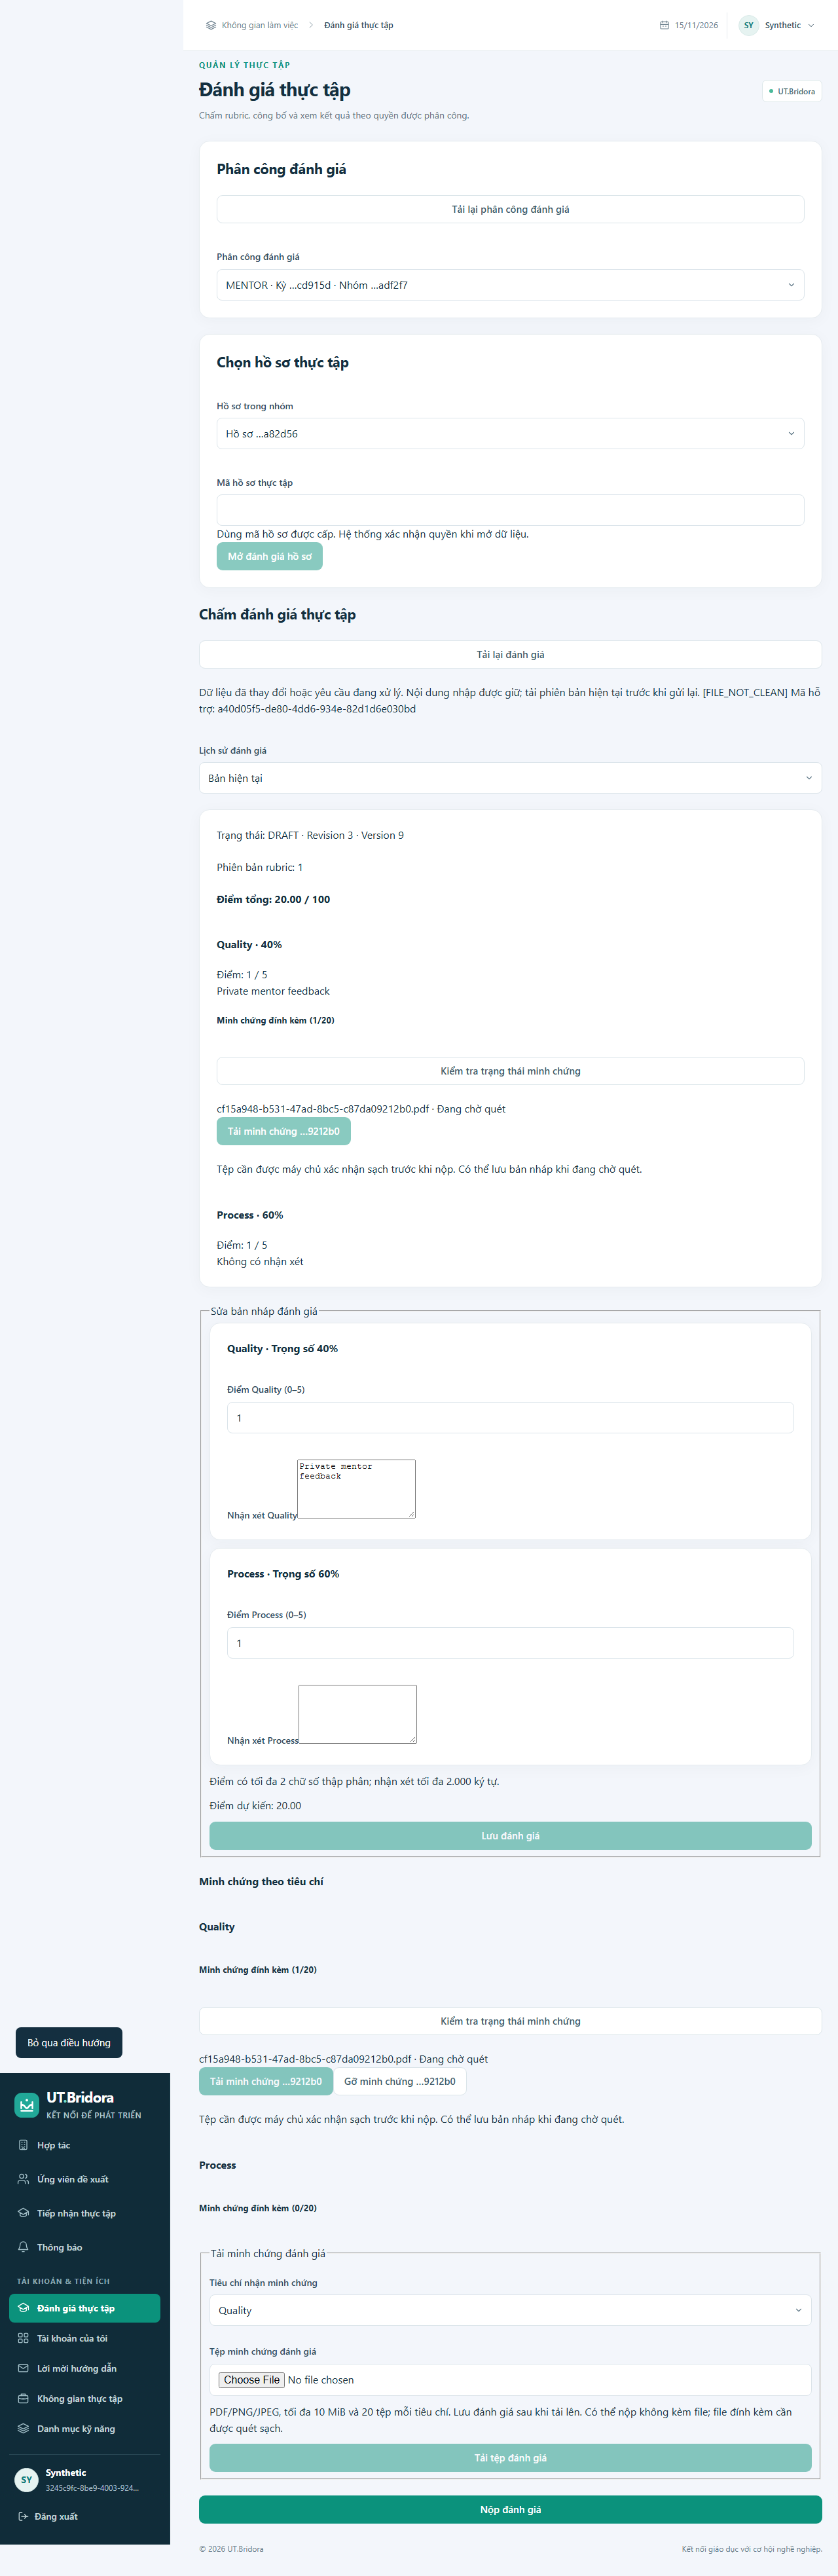 Không gian làm việc
Đánh giá thực tập
15/11/2026
SY
Synthetic
QUẢN LÝ THỰC TẬP
Đánh giá thực tập
UT.Bridora
Chấm rubric, công bố và xem kết quả theo quyền được phân công.
Phân công đánh giá
Tải lại phân công đánh giá
Phân công đánh giá
MENTOR · Kỳ …cd915d · Nhóm …adf2f7
Chọn hồ sơ thực tập
Hồ sơ trong nhóm
Hồ sơ …a82d56
Mã hồ sơ thực tập
Dùng mã hồ sơ được cấp. Hệ thống xác nhận quyền khi mở dữ liệu.
Mở đánh giá hồ sơ
Chấm đánh giá thực tập
Tải lại đánh giá
Dữ liệu đã thay đổi hoặc yêu cầu đang xử lý. Nội dung nhập được giữ; tải phiên bản hiện tại trước khi gửi lại. [FILE_NOT_CLEAN] Mã hỗ
trợ: a40d05f5-de80-4dd6-934e-82d1d6e030bd
Lịch sử đánh giá
Bản hiện tại
Trạng thái: DRAFT · Revision 3 · Version 9
Phiên bản rubric: 1
Điểm tổng: 20.00 / 100
Quality · 40%
Điểm: 1 / 5
Private mentor feedback
Minh chứng đính kèm (1/20)
Kiểm tra trạng thái minh chứng
cf15a948-b531-47ad-8bc5-c87da09212b0.pdf · Đang chờ quét
Tải minh chứng …9212b0
Tệp cần được máy chủ xác nhận sạch trước khi nộp. Có thể lưu bản nháp khi đang chờ quét.
Process · 60%
Điểm: 1 / 5
Không có nhận xét
Sửa bản nháp đánh giá
Quality · Trọng số 40%
Điểm Quality (0–5)
1
Private mentor
feedback
Nhận xét Quality
Process · Trọng số 60%
Điểm Process (0–5)
1
Nhận xét Process
Điểm có tối đa 2 chữ số thập phân; nhận xét tối đa 2.000 ký tự.
Điểm dự kiến: 20.00
Lưu đánh giá
Minh chứng theo tiêu chí
Quality
Minh chứng đính kèm (1/20)
Kiểm tra trạng thái minh chứng
cf15a948-b531-47ad-8bc5-c87da09212b0.pdf · Đang chờ quét
Tải minh chứng …9212b0
Gỡ minh chứng …9212b0
Tệp cần được máy chủ xác nhận sạch trước khi nộp. Có thể lưu bản nháp khi đang chờ quét.
Process
Minh chứng đính kèm (0/20)
Tải minh chứng đánh giá
Tiêu chí nhận minh chứng
Quality
Tệp minh chứng đánh giá
Choose File No file chosen
PDF/PNG/JPEG, tối đa 10 MiB và 20 tệp mỗi tiêu chí. Lưu đánh giá sau khi tải lên. Có thể nộp không kèm file; file đính kèm cần
được quét sạch.
Tải tệp đánh giá
Nộp đánh giá
© 2026 UT.Bridora
Kết nối giáo dục với cơ hội nghề nghiệp.
Bỏ qua điều hướng
UT.Bridora
KẾT NỐI ĐỂ PHÁT TRIỂN
Hợp tác
Ứng viên đề xuất
Tiếp nhận thực tập
Thông báo
TÀI KHOẢN & TIỆN ÍCH
Đánh giá thực tập
Tài khoản của tôi
Lời mời hướng dẫn
Không gian thực tập
Danh mục kỹ năng
SY
Synthetic
3245c9fc-8be9-4003-924...
Đăng xuất